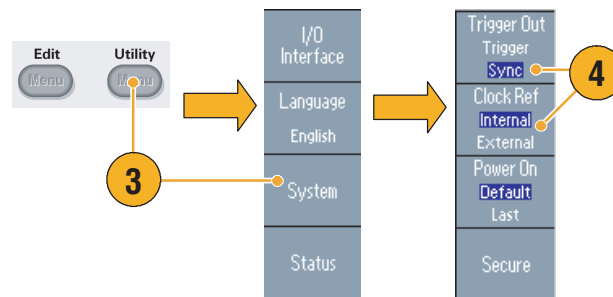 Edit
Menu
Utility
Menu
3
I/O
Interface
Language
English
System
Status
Trigger Out
Trigger
Sync
Clock Ref
Internal
External
Power On
Default
Last
Secure
4